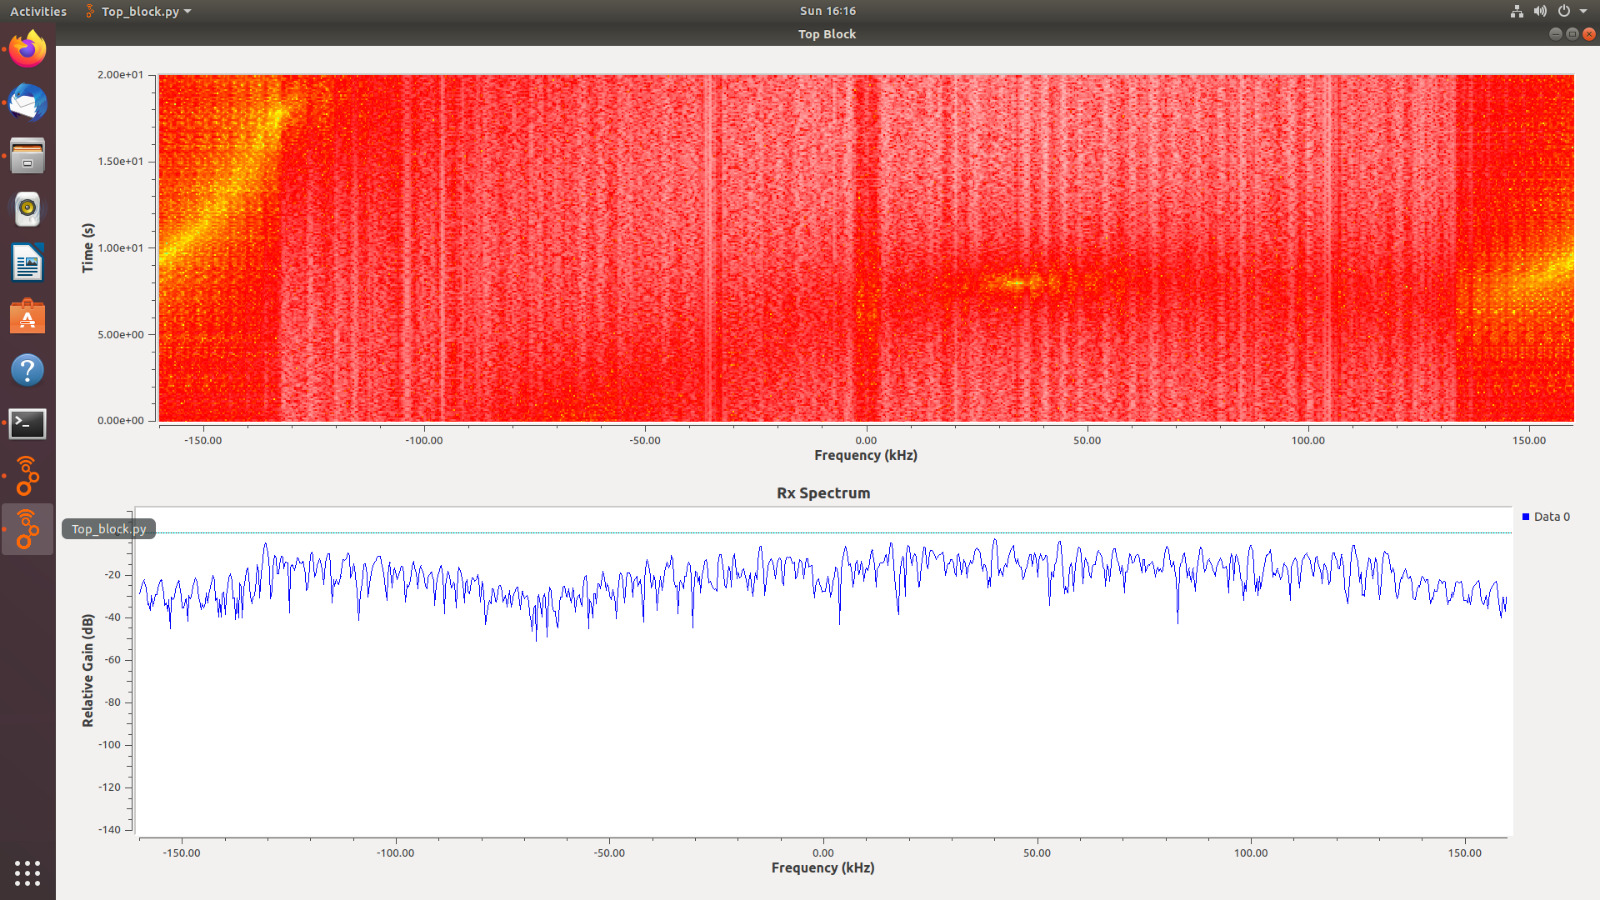 Activities Top_block.py Sun 16:16
Top Block
2.00e+01
1.50e+01
1.00e+01
5.00e+00
0.00e+00
Time (s)
-150.00 -100.00 -50.00 0.00 50.00 100.00 150.00
Frequency (kHz)
Rx Spectrum
Data 0
Top_block.py
-20
-40
-60
-80
-100
-120
-140
Relative Gain (dB)
-150.00 -100.00 -50.00 0.00 50.00 100.00 150.00
Frequency (kHz)